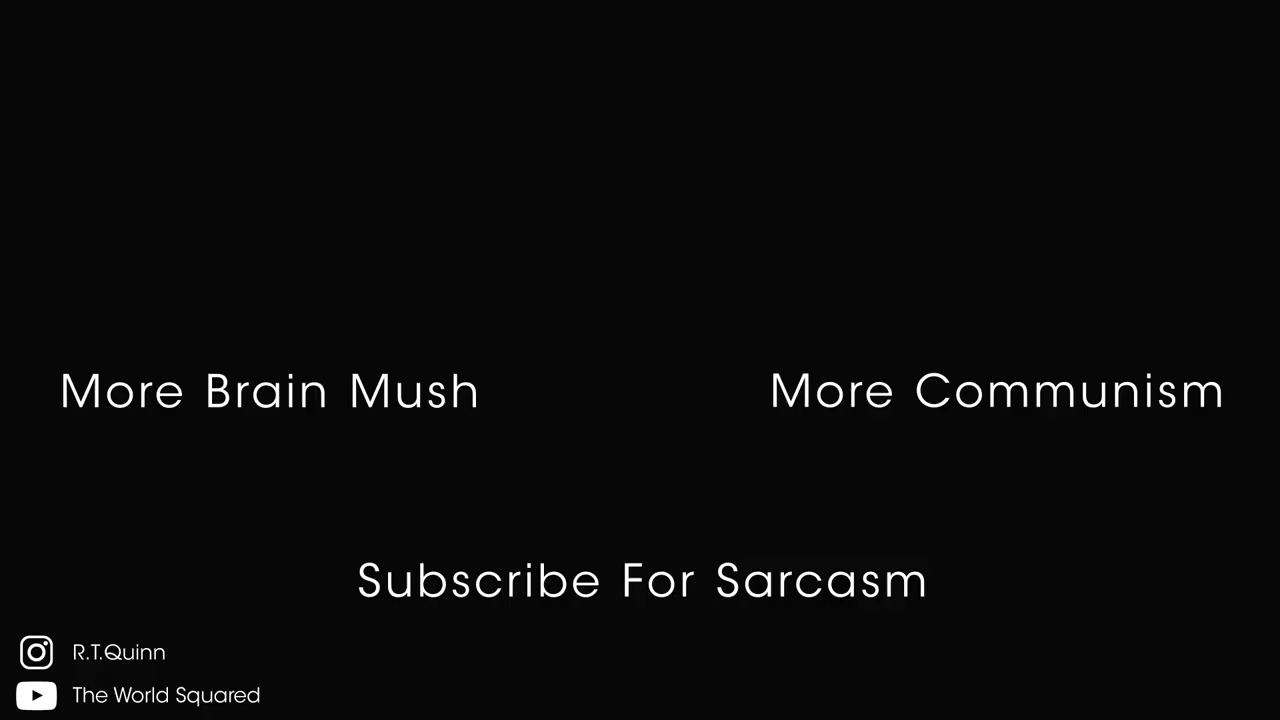 More Brain Mush
More Communism
Subscribe For Sarcasm
R.T.Quinn
The World Squared